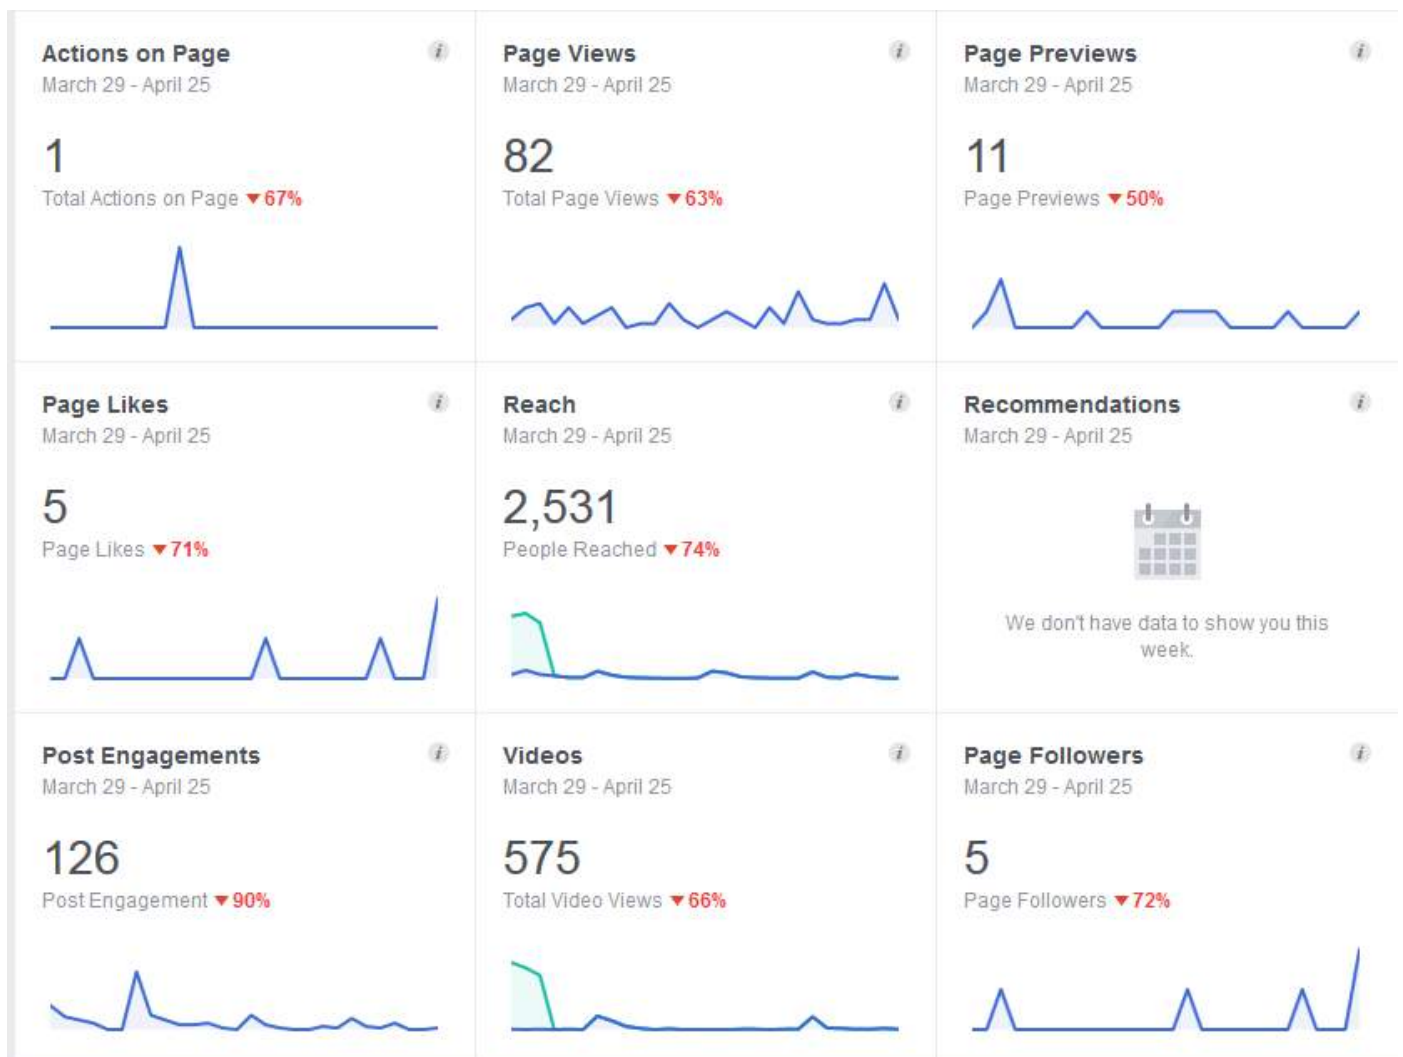 Actions on Page
March 29 - April 25
1
Total Actions on Page ▼67%
Page Views
March 29 - April 25
82
Total Page Views ▼63%
Page Previews
March 29 - April 25
11
Page Previews ▼50%
Page Likes
March 29 - April 25
5
Page Likes ▼71%
Reach
March 29 - April 25
2,531
People Reached ▼74%
Recommendations
March 29 - April 25
We don't have data to show you this
week.
Post Engagements
March 29 - April 25
126
Post Engagement ▼90%
Videos
March 29 - April 25
575
Total Video Views ▼66%
Page Followers
March 29 - April 25
5
Page Followers ▼72%